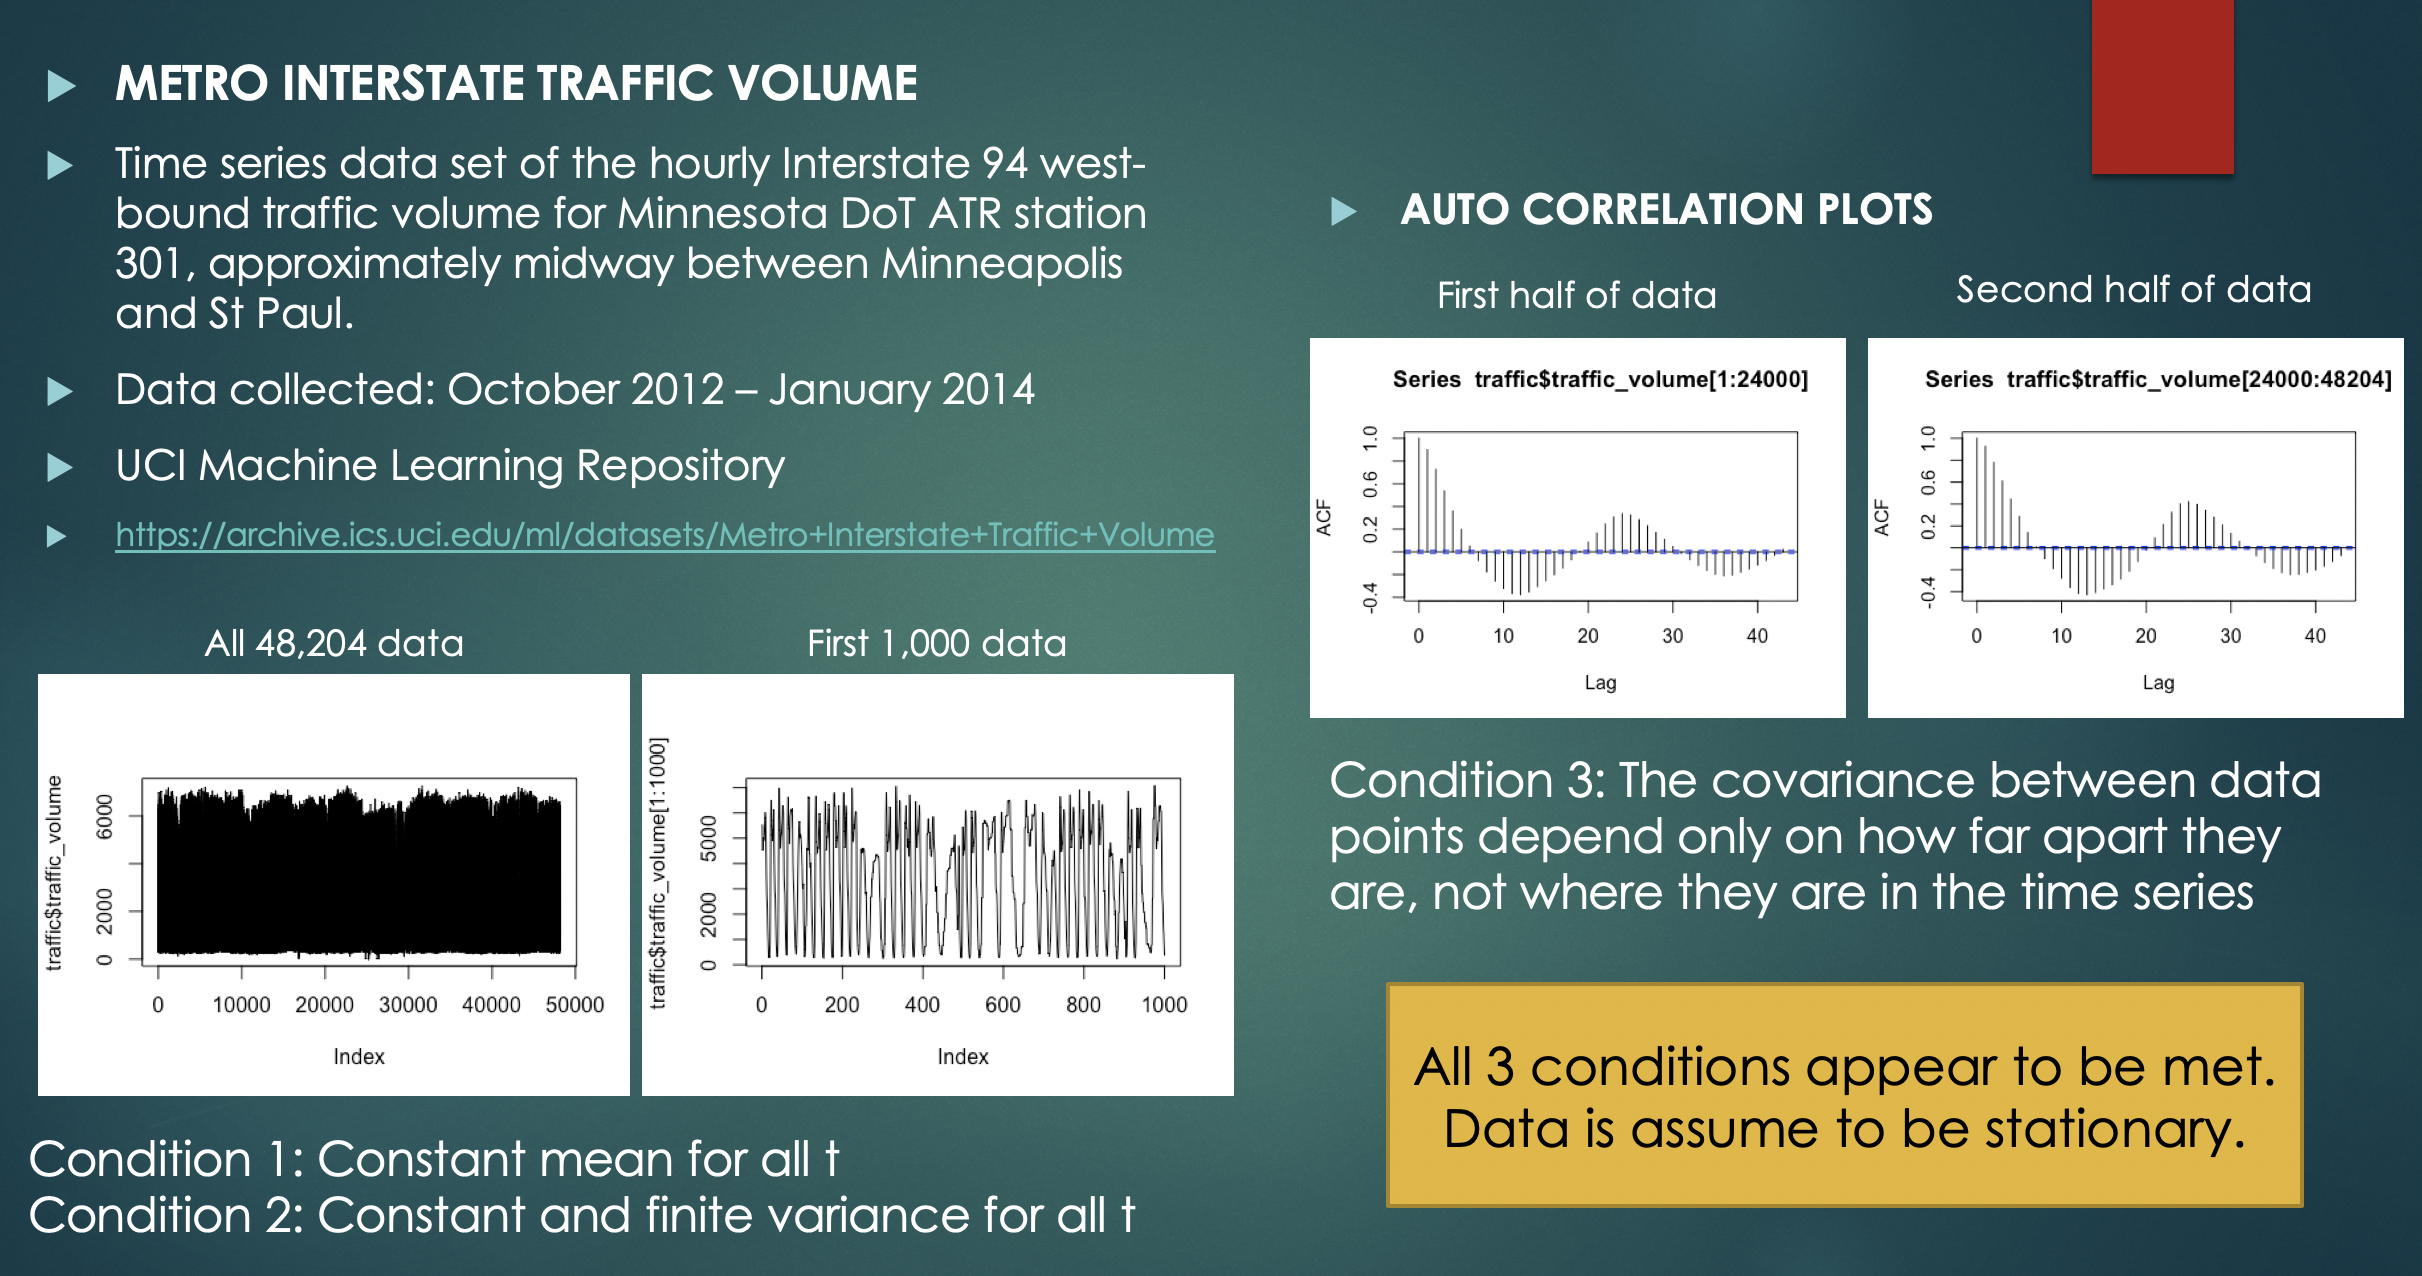 METRO INTERSTATE TRAFFIC VOLUME
Time series data set of the hourly Interstate 94 west-
bound traffic volume for Minnesota DoT ATR station
301, approximately midway between Minneapolis
and St Paul.
Data collected: October 2012 – January 2014
UCI Machine Learning Repository
https://archive.ics.uci.edu/ml/datasets/Metro+Interstate+Traffic+Volume
All 48,204 data
traffic$traffic_volume
6000
2000
0
0 10000 20000 30000 40000 50000
Index
First 1,000 data
traffic$traffic_volume[1:1000]
5000
2000
0
0 200 400 600 800 1000
Index
Condition 1: Constant mean for all t
Condition 2: Constant and finite variance for all t
AUTO CORRELATION PLOTS
First half of data
Series traffic$traffic_volume[1:24000]
ACF
1.0
0.6
0.2
-0.4
0 10 20 30 40
Lag
Second half of data
Series traffic$traffic_volume[24000:48204]
ACF
1.0
0.6
0.2
-0.4
0 10 20 30 40
Lag
Condition 3: The covariance between data
points depend only on how far apart they
are, not where they are in the time series
All 3 conditions appear to be met.
Data is assume to be stationary.